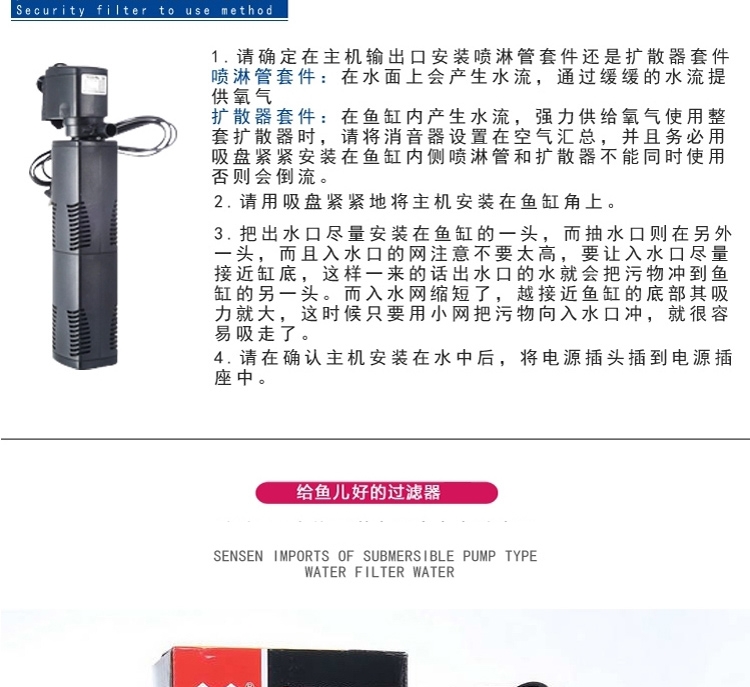 Security filter to use method
1.请确定在主机输出口安装喷淋管套件还是扩散器套件
喷淋管套件：在水面上会产生水流，通过缓缓的水流提
供氧气
扩散器套件：在鱼缸内产生水流，强力供给氧气使用整
套扩散器时，请将消音器设置在空气汇总，并且务必用
吸盘紧紧安装在鱼缸内侧喷淋管和扩散器不能同时使用
否则会倒流。
2.请用吸盘紧紧地将主机安装在鱼缸角上。
3.把出水口尽量安装在鱼缸的一头，而抽水口则在另外
一头，而且入水口的网注意不要太高，要让入水口尽量
接近缸底，这样一来的话出水口的水就会把污物冲到鱼
缸的另一头。而入水网缩短了，越接近鱼缸的底部其吸
力就大，这时候只要用小网把污物向入水口冲，就很容
易吸走了。
4.请在确认主机安装在水中后，将电源插头插到电源插
座中。
给鱼儿好的过滤器
SENSEN IMPORTS OF SUBMERSIBLE PUMP TYPE
WATER FILTER WATER